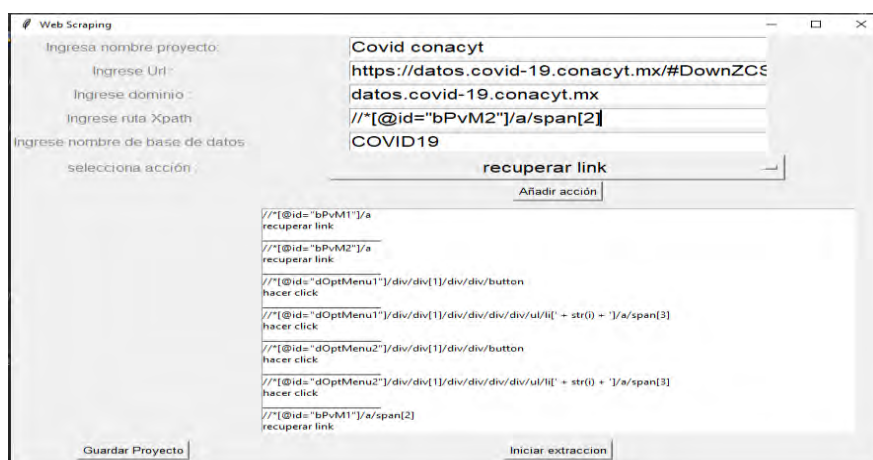 Web Scraping
Ingresa nombre proyecto:
Covid conacyt
Ingrese Url :
https://datos.covid-19.conacyt.mx/#DownZCS
Ingrese dominio :
datos.covid-19.conacyt.mx
Ingrese ruta Xpath
//*[@id="bPvM2"]/a/span[2]
Ingrese nombre de base de datos
COVID19
selecciona acción :
recuperar link
Añadir acción
//*[@id="bPvM1"]/a
recuperar link
//*[@id="bPvM2"]/a
recuperar link
//*[@id="dOptMenu1"]/div/div[1]/div/div/button
hacer click
//*[@id="dOptMenu1"]/div/div[1]/div/div/div/div/ul/li[' + str(i) + ']/a/span[3]
hacer click
//*[@id="dOptMenu2"]/div/div[1]/div/div/button
hacer click
//*[@id="dOptMenu2"]/div/div[1]/div/div/div/div/ul/li[' + str(i) + ']/a/span[3]
hacer click
//*[@id="bPvM1"]/a/span[2]
recuperar link
Guardar Proyecto
Iniciar extraccion